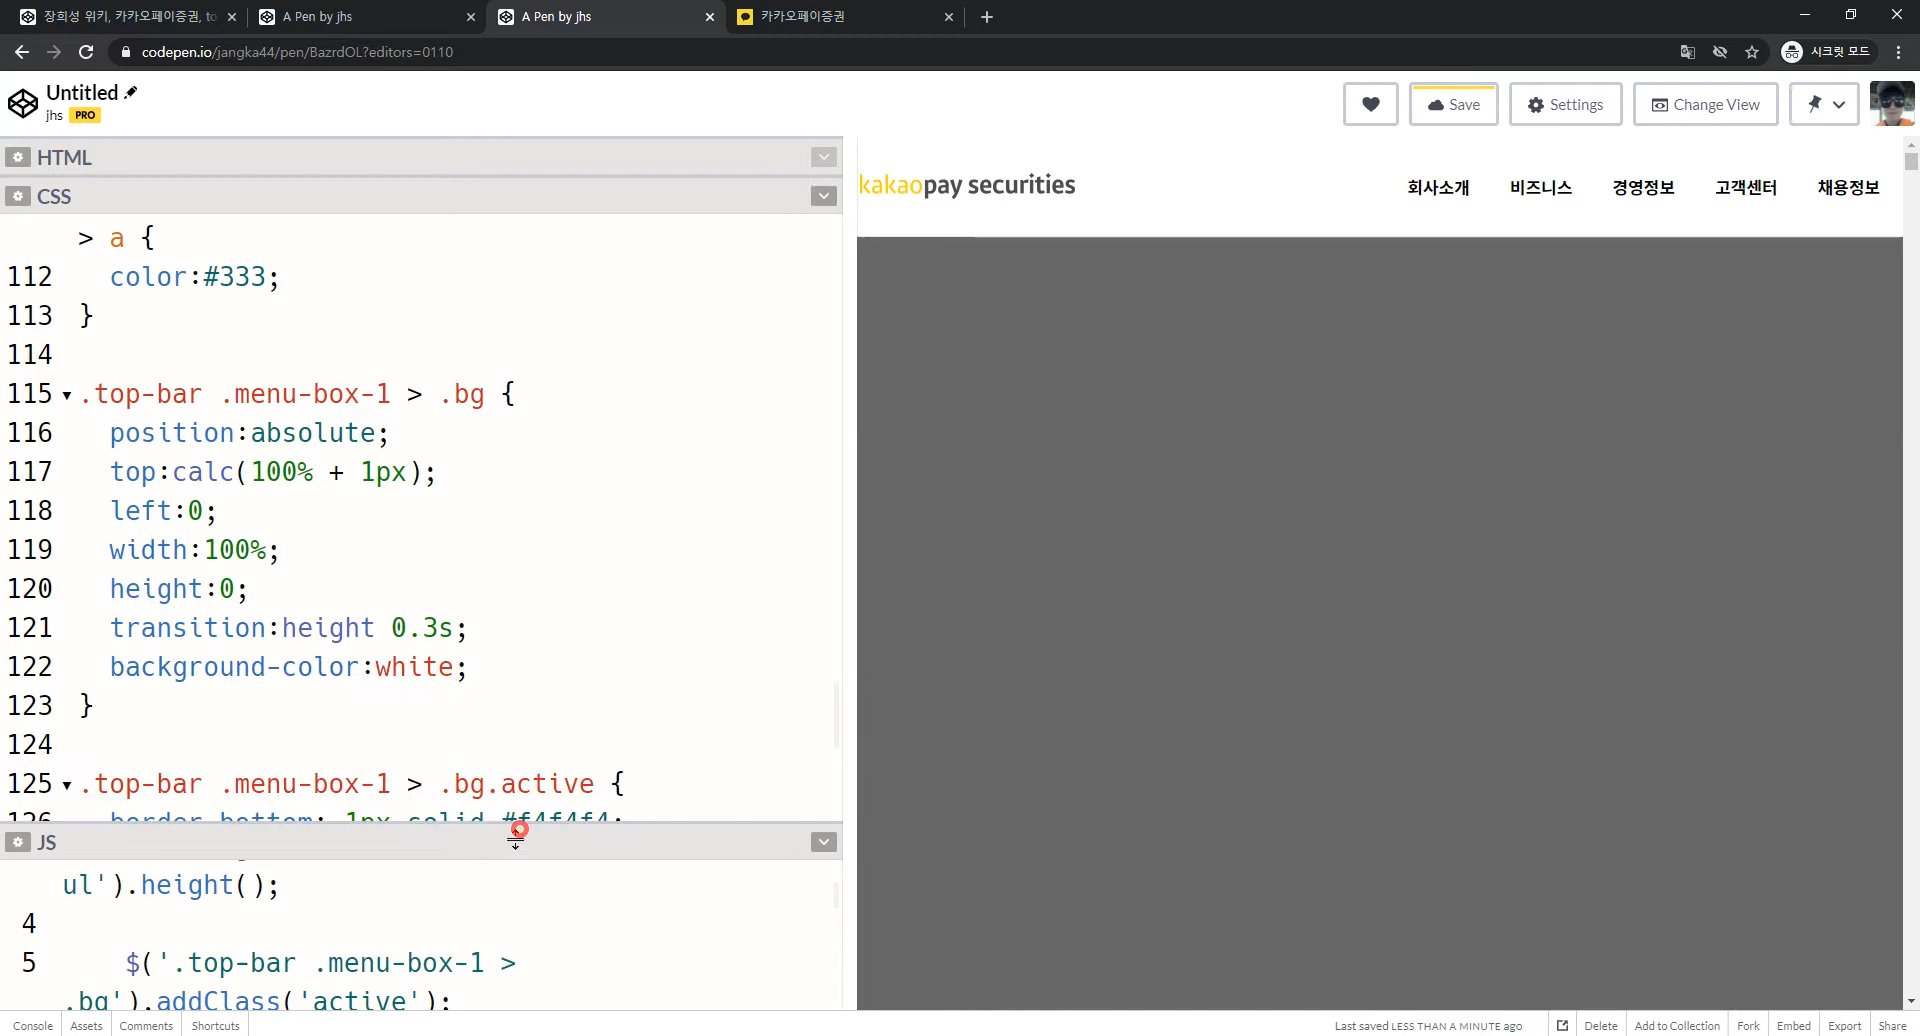 장희성 위키, 카카오페이증권, to
A Pen by jhs
A Pen by jhs
카카오페이증권
codepen.io/jangka44/pen/BazrdOL?editors=0110
시크릿 모드
Untitled
jhs PRO
Save
Settings
Change View
HTML
CSS
> a {
112 color:#333;
113 }
114
115 .top-bar .menu-box-1 > .bg {
116 position:absolute;
117 top:calc(100% + 1px);
118 left:0;
119 width:100%;
120 height:0;
121 transition:height 0.3s;
122 background-color:white;
123 }
124
125 .top-bar .menu-box-1 > .bg.active {
126 border-bottom: 1px solid #f4f4f4;
JS
ul').height();
4
5 $('.top-bar .menu-box-1 >
.bg').addClass('active');
kakaopay securities
회사소개 비즈니스 경영정보 고객센터 채용정보
Console Assets Comments Shortcuts
Last saved LESS THAN A MINUTE ago
Delete Add to Collection Fork Embed Export Share